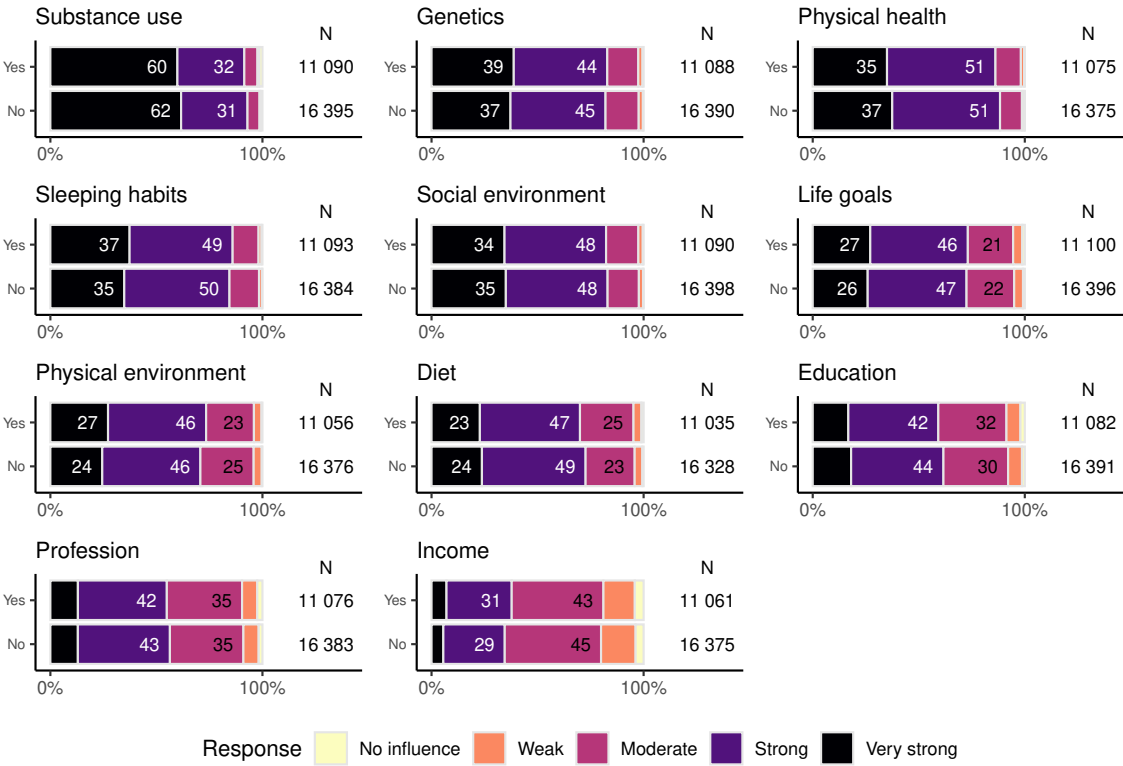 Substance use
N
Yes 60 32 11 090
No 62 31 16 395
0% 100%
Genetics
N
Yes 39 44 11 088
No 37 45 16 390
0% 100%
Physical health
N
Yes 35 51 11 075
No 37 51 16 375
0% 100%
Sleeping habits
N
Yes 37 49 11 093
No 35 50 16 384
0% 100%
Social environment
N
Yes 34 48 11 090
No 35 48 16 398
0% 100%
Life goals
N
Yes 27 46 21 11 100
No 26 47 22 16 396
0% 100%
Physical environment
N
Yes 27 46 23 11 056
No 24 46 25 16 376
0% 100%
Diet
N
Yes 23 47 25 11 035
No 24 49 23 16 328
0% 100%
Education
N
Yes 42 32 11 082
No 44 30 16 391
0% 100%
Profession
N
Yes 42 35 11 076
No 43 35 16 383
0% 100%
Income
N
Yes 31 43 11 061
No 29 45 16 375
0% 100%
Response No influence Weak Moderate Strong Very strong